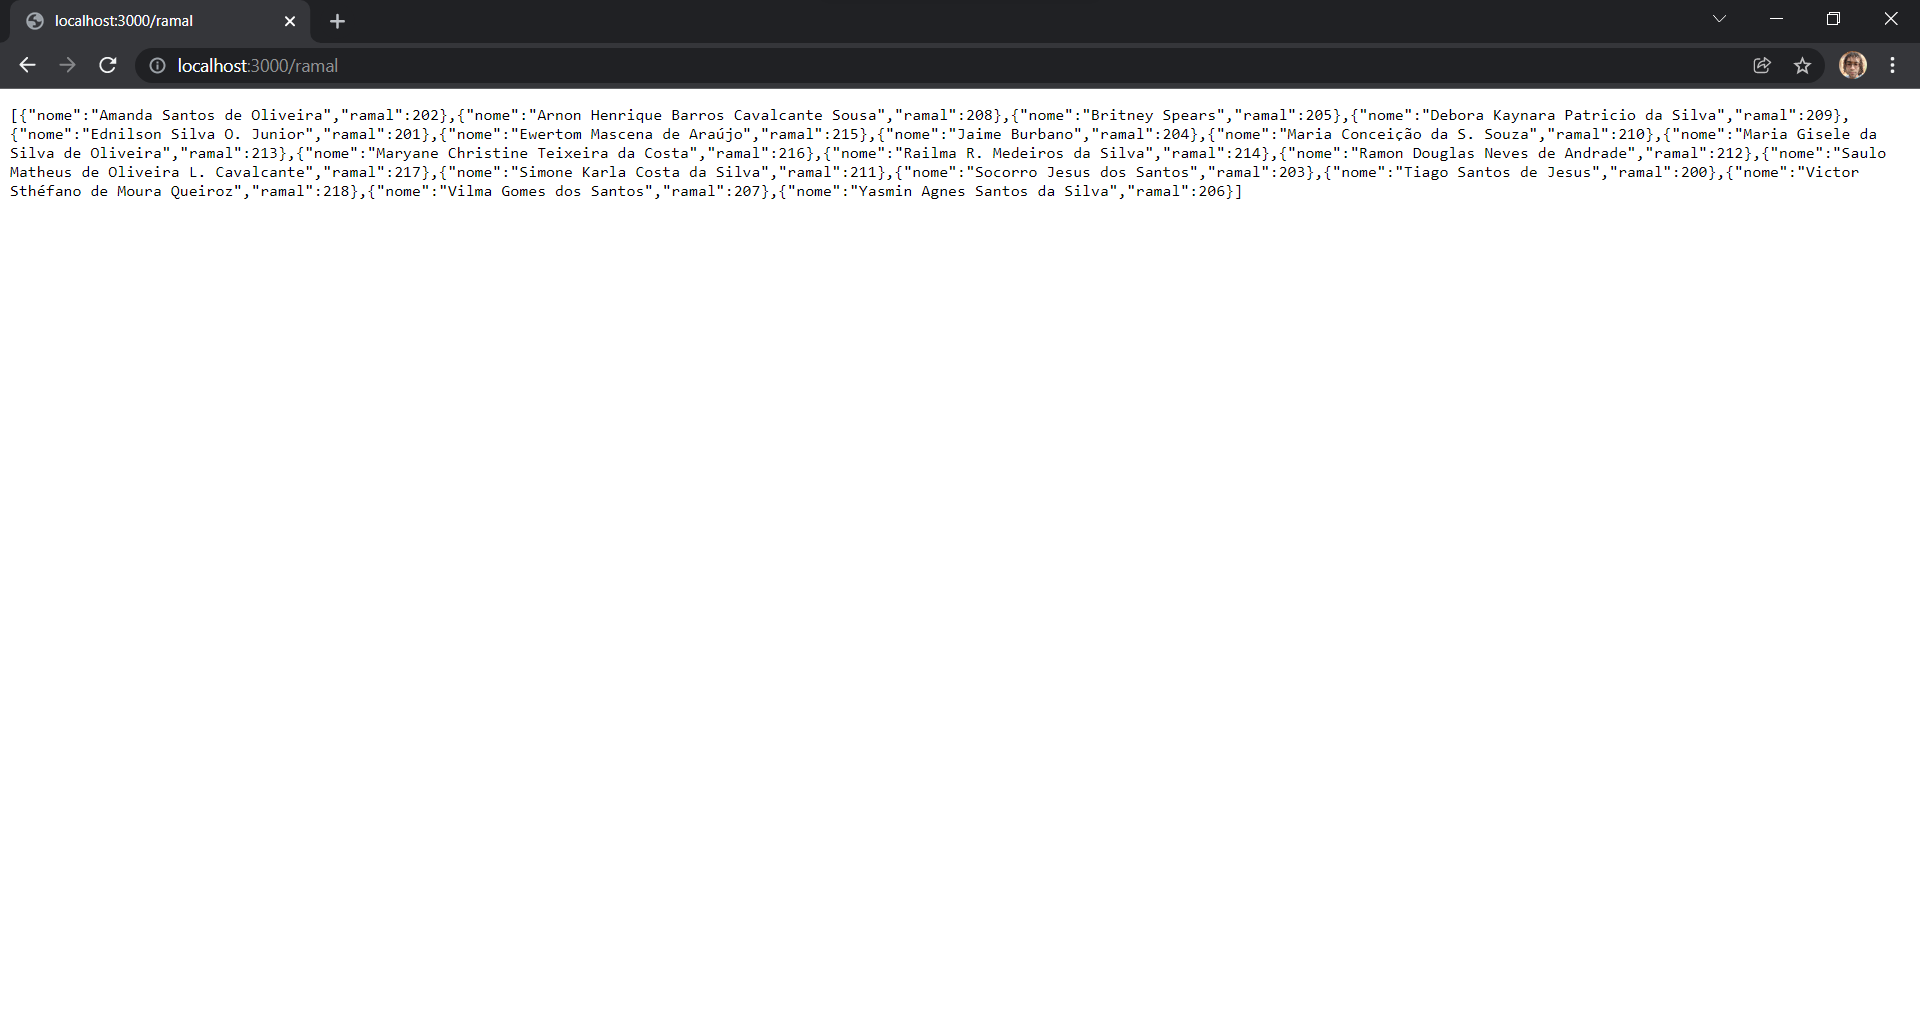 localhost:3000/ramal
localhost:3000/ramal
[{"nome":"Amanda Santos de Oliveira","ramal":202},{"nome":"Arnon Henrique Barros Cavalcante Sousa","ramal":208},{"nome":"Britney Spears","ramal":205},{"nome":"Debora Kaynara Patricio da Silva","ramal":209},
{"nome":"Ednilson Silva O. Junior","ramal":201},{"nome":"Ewertom Mascena de Araújo","ramal":215},{"nome":"Jaime Burbano","ramal":204},{"nome":"Maria Conceição da S. Souza","ramal":210},{"nome":"Maria Gisele da
Silva de Oliveira","ramal":213},{"nome":"Maryane Christine Teixeira da Costa","ramal":216},{"nome":"Railma R. Medeiros da Silva","ramal":214},{"nome":"Ramon Douglas Neves de Andrade","ramal":212},{"nome":"Saulo
Matheus de Oliveira L. Cavalcante","ramal":217},{"nome":"Simone Karla Costa da Silva","ramal":211},{"nome":"Socorro Jesus dos Santos","ramal":203},{"nome":"Tiago Santos de Jesus","ramal":200},{"nome":"Victor
Sthéfano de Moura Queiroz","ramal":218},{"nome":"Vilma Gomes dos Santos","ramal":207},{"nome":"Yasmin Agnes Santos da Silva","ramal":206}]